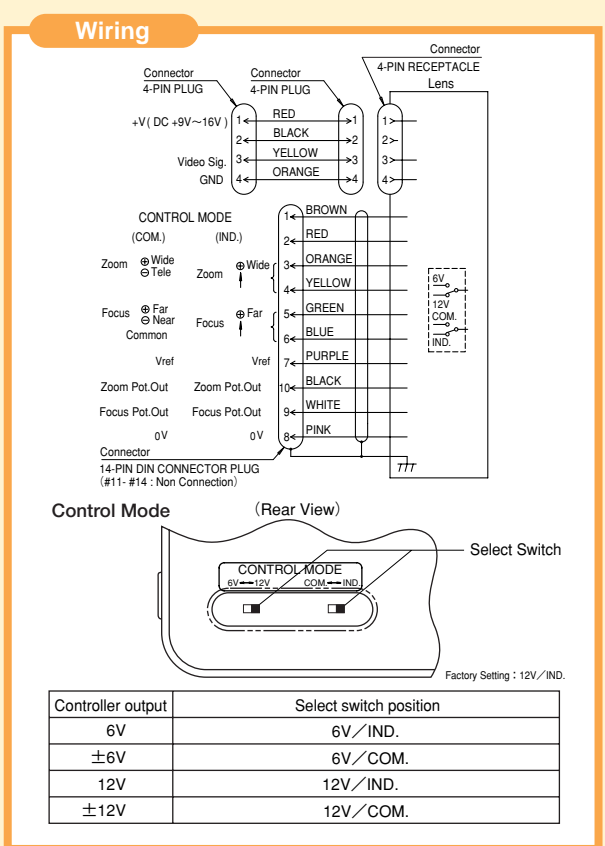 Wiring
Connector
4-PIN RECEPTACLE
Connector
4-PIN PLUG
Connector
4-PIN PLUG
Lens
+V ( DC +9V～16V )
1 RED 1 1
2 BLACK 2 2
Video Sig. 3 YELLOW 3 3
GND 4 ORANGE 4 4
CONTROL MODE
(COM.) (IND.)
1 BROWN
2 RED
Zoom ⊕ Wide
⊖ Tele
Zoom ⊕ Wide
3 ORANGE
4 YELLOW
Focus ⊕ Far
⊖ Near
Common
Focus ⊕ Far
5 GREEN
6 BLUE
Vref Vref 7 PURPLE
Zoom Pot.Out Zoom Pot.Out 10 BLACK
Focus Pot.Out Focus Pot.Out 9 WHITE
0V 0V 8 PINK
6V
12V
COM.
IND.
Connector
14-PIN DIN CONNECTOR PLUG
(#11- #14 : Non Connection)
Control Mode
(Rear View)
Select Switch
CONTROL MODE
6V↔12V COM.↔IND.
Factory Setting : 12V／IND.
Controller output Select switch position
6V 6V／IND.
±6V 6V／COM.
12V 12V／IND.
±12V 12V／COM.